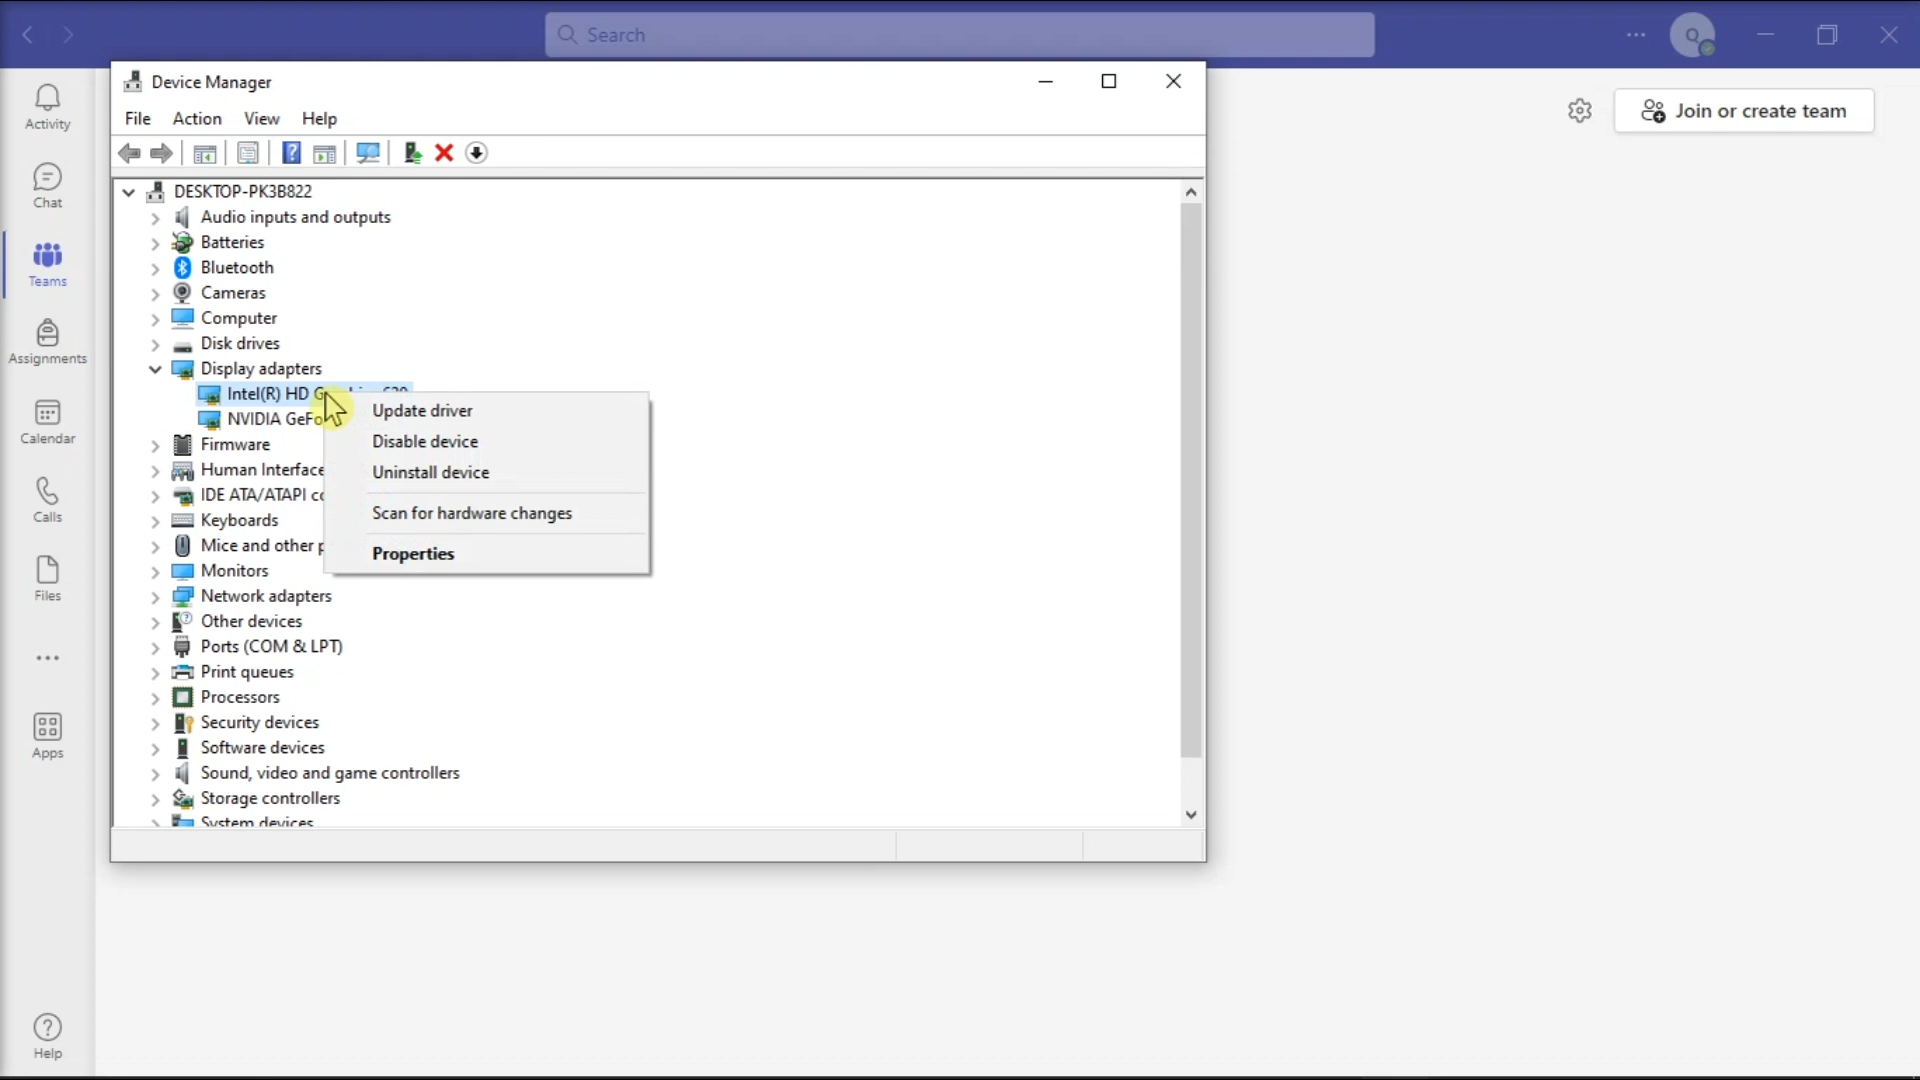 Search
Q
Device Manager
File Action View Help
Join or create team
Activity
Chat
Teams
Assignments
Calendar
Calls
Files
Apps
Help
DESKTOP-PK3B822
Audio inputs and outputs
Batteries
Bluetooth
Cameras
Computer
Disk drives
Display adapters
Intel(R) HD
NVIDIA
Firmware
Human Interface
IDE ATA/ATAPI
Keyboards
Mice and other
Monitors
Network adapters
Other devices
Ports (COM & LPT)
Print queues
Processors
Security devices
Software devices
Sound, video and game controllers
Storage controllers
System devices
Update driver
Disable device
Uninstall device
Scan for hardware changes
Properties